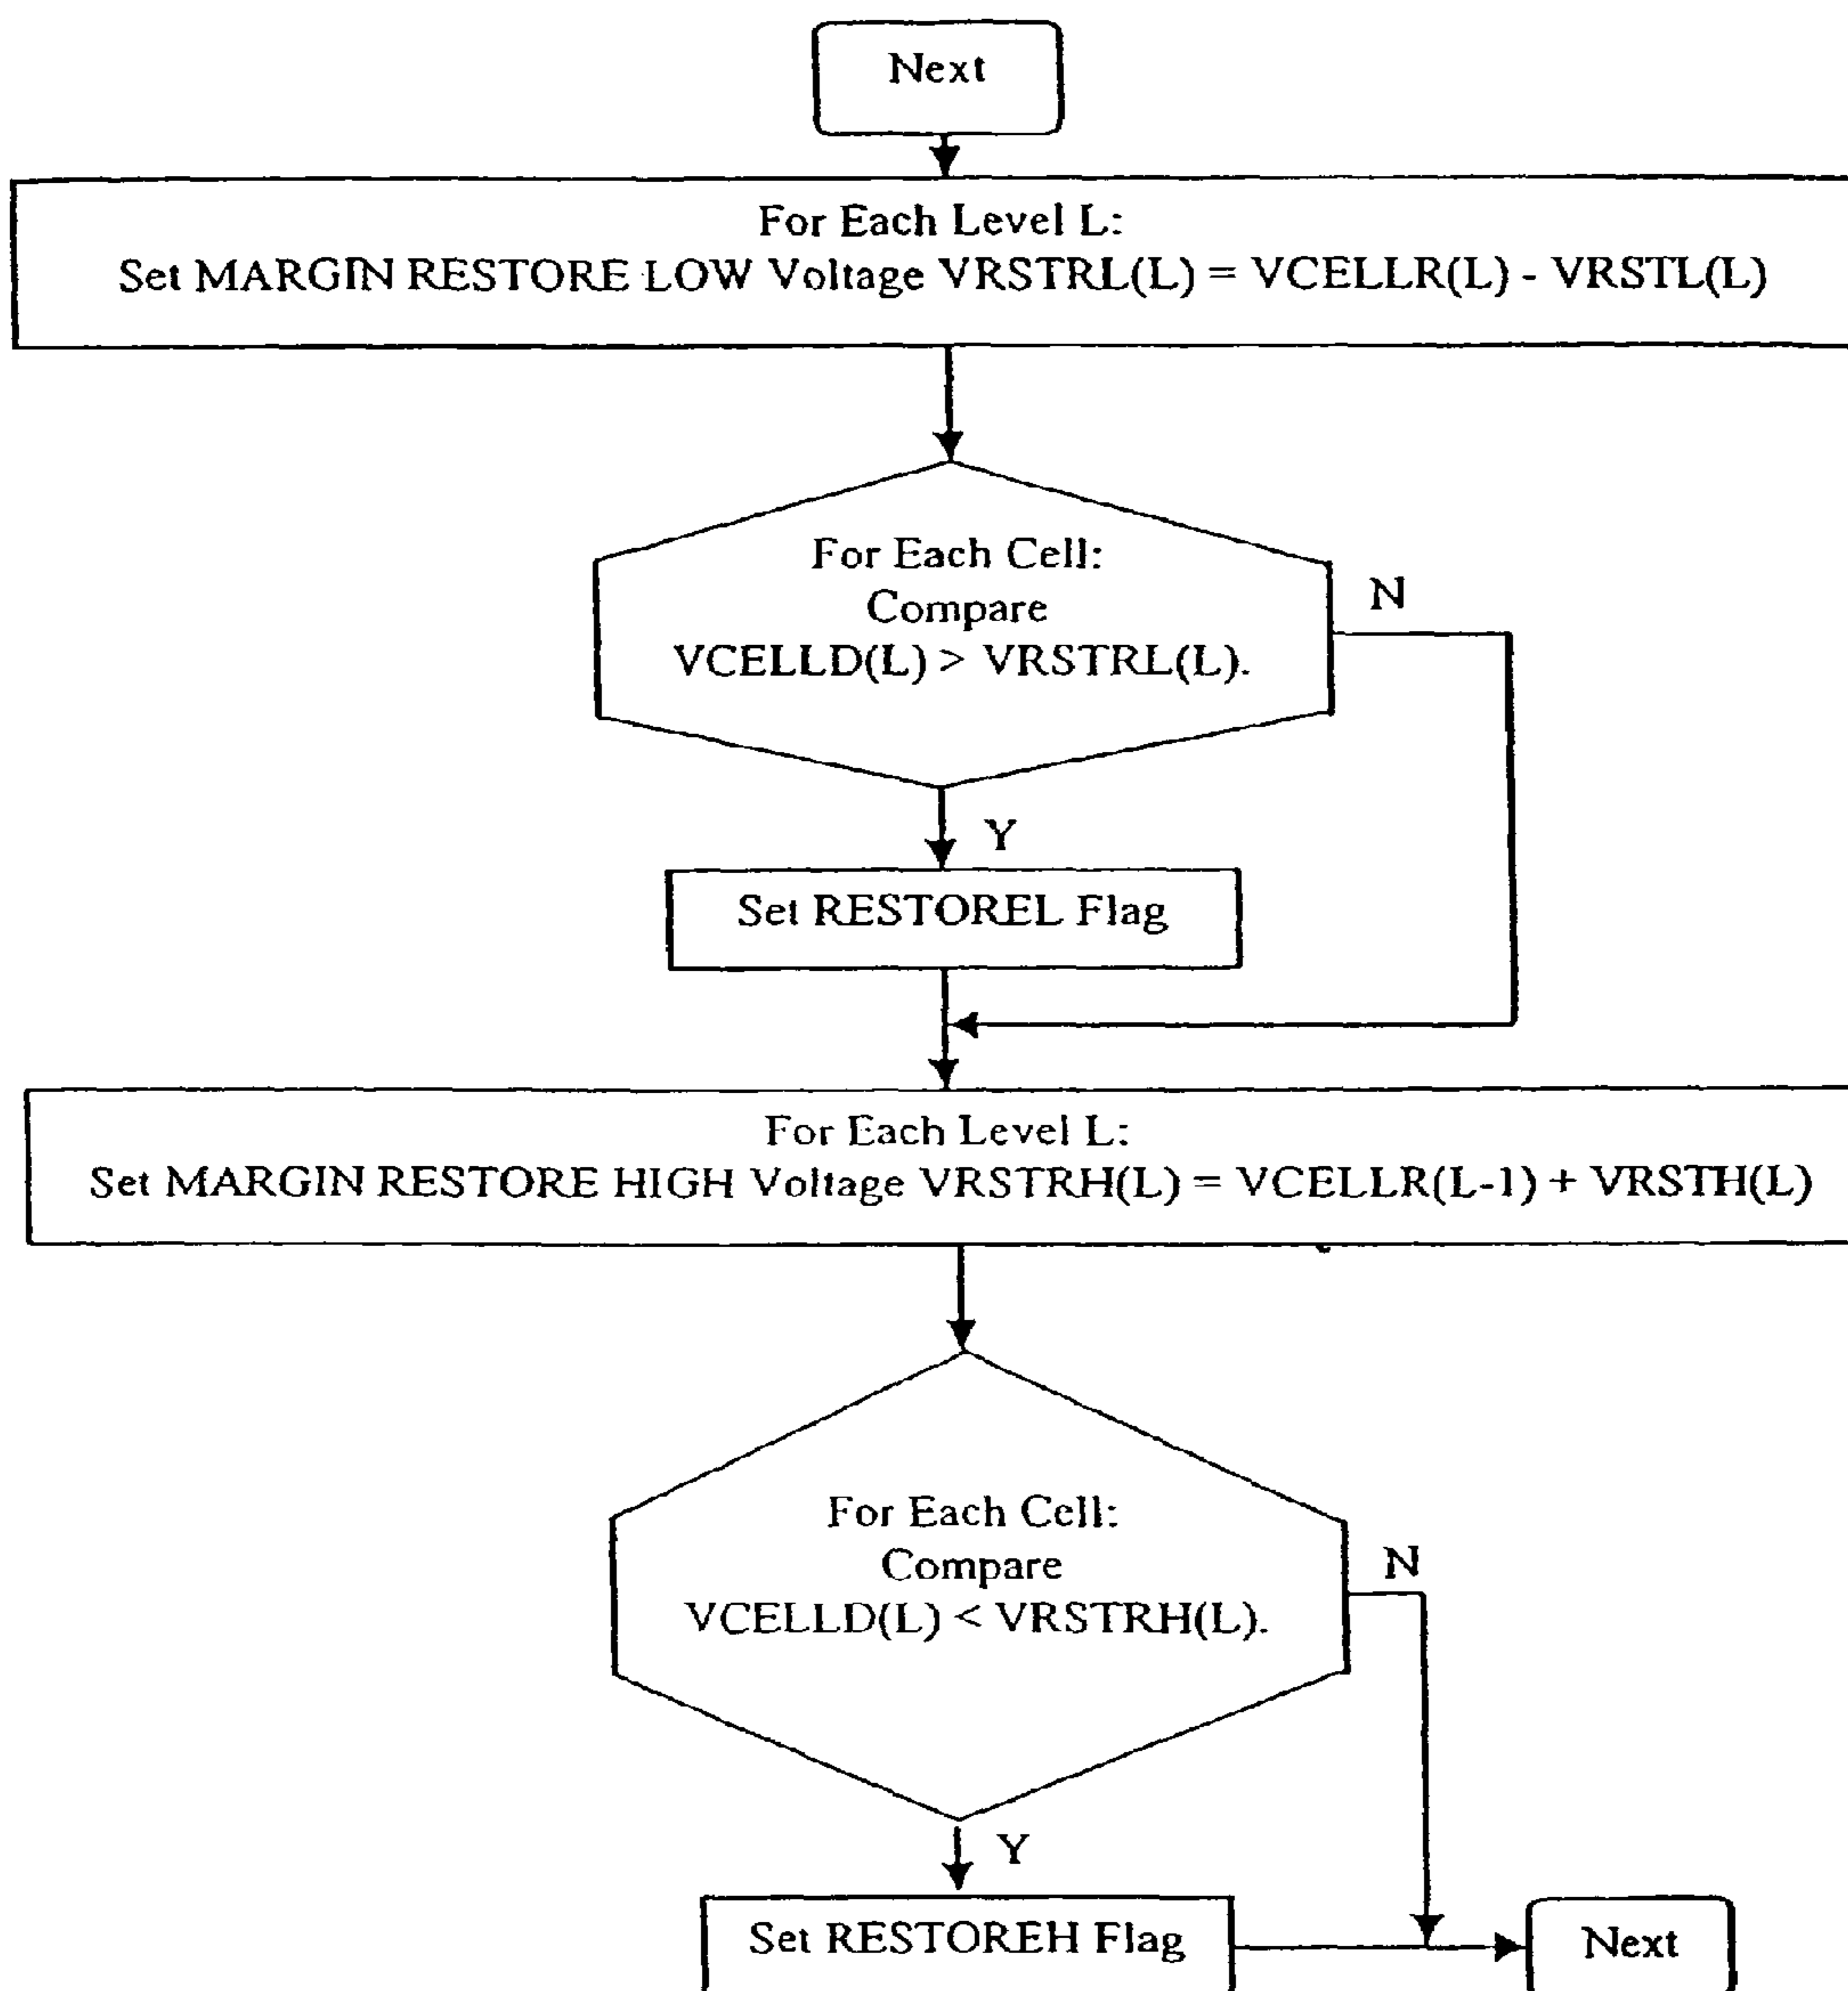 Next
For Each Level L:
Set MARGIN RESTORE LOW Voltage VRSTRL(L) = VCELLR(L) - VRSTL(L)
For Each Cell:
Compare
VCELLD(L) > VRSTRL(L).
N
Y
Set RESTOREL Flag
For Each Level L:
Set MARGIN RESTORE HIGH Voltage VRSTRH(L) = VCELLR(L-1) + VRSTH(L)
For Each Cell:
Compare
VCELLD(L) < VRSTRH(L).
N
Y
Set RESTOREH Flag
Next